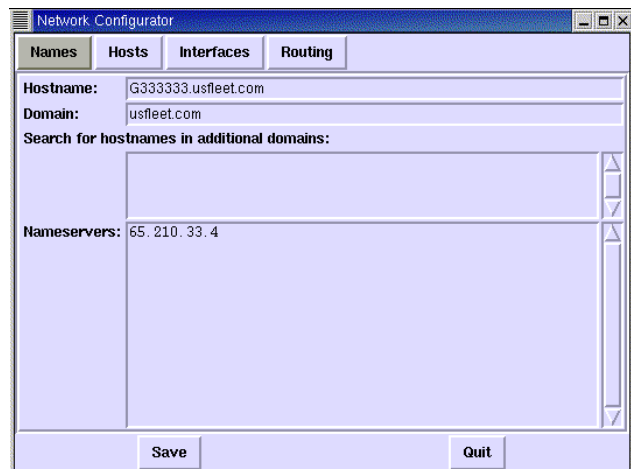 Network Configurator
Names Hosts Interfaces Routing
Hostname: G333333.usfleet.com
Domain: usfleet.com
Search for hostnames in additional domains:
Nameservers: 65.210.33.4
Save Quit